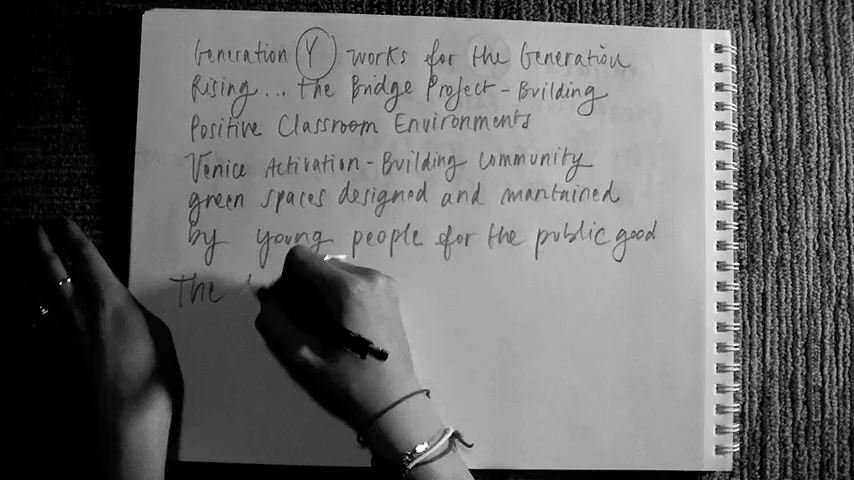 Generation Y works for the Generation
Rising... The Bridge Project - Building
Positive Classroom Environments
Venice Activation - Building community
green spaces designed and mantained
by young people for the public good
The